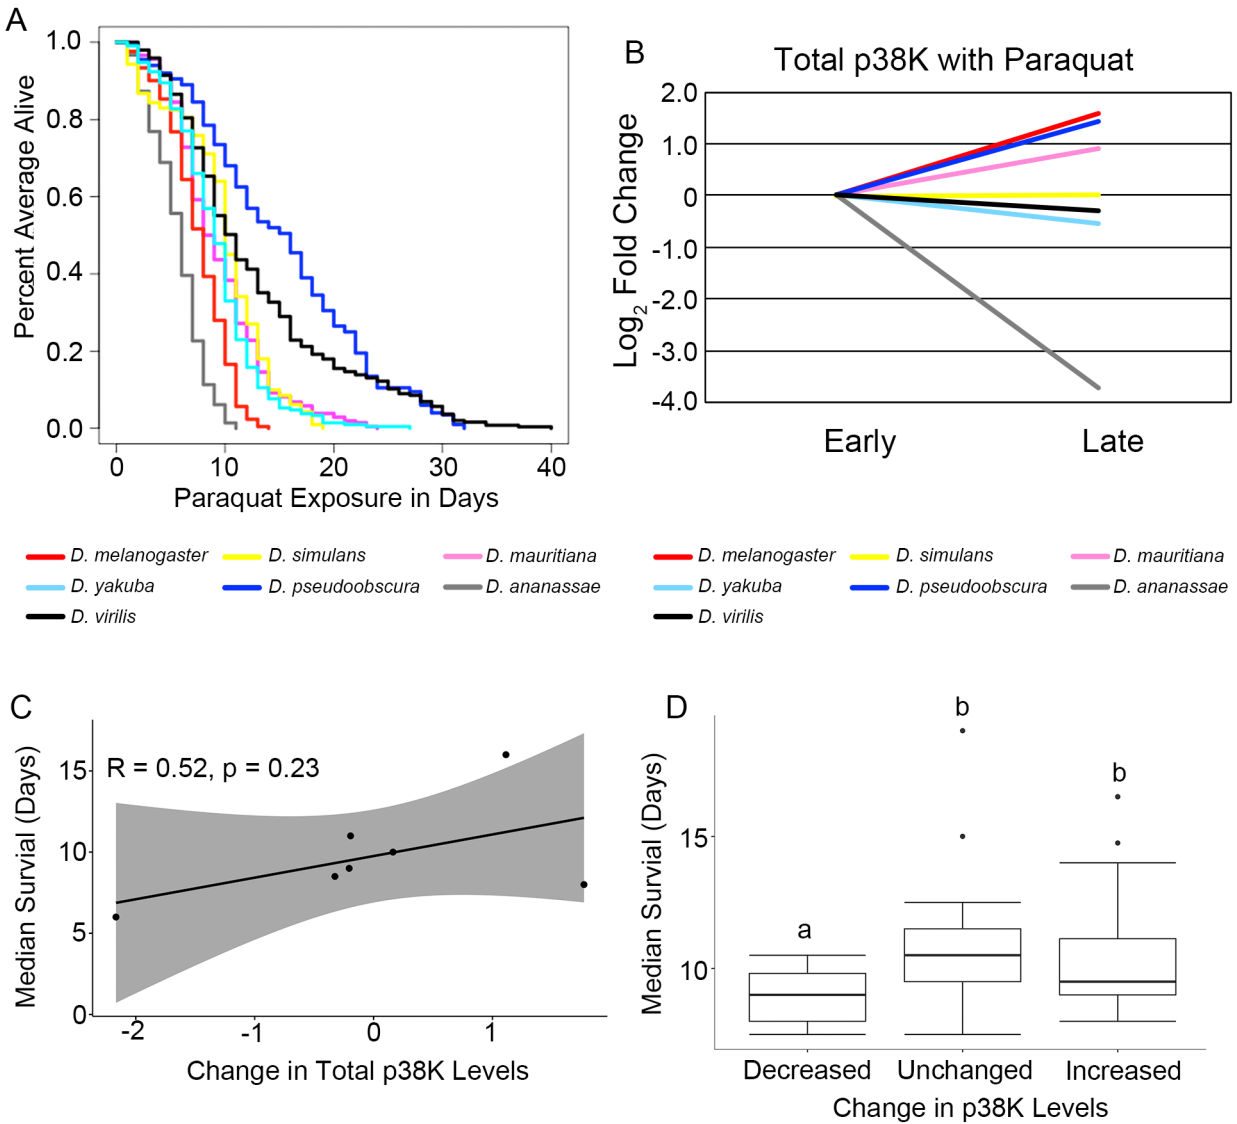 A
1.0
0.8
0.6
0.4
0.2
0.0
Percent Average Alive
0 10 20 30 40
Paraquat Exposure in Days
D. melanogaster D. simulans D. mauritiana
D. yakuba D. pseudoobscura D. ananassae
D. virilis
B
Total p38K with Paraquat
2.0
1.0
0
-1.0
-2.0
-3.0
-4.0
Log2 Fold Change
Early Late
D. melanogaster D. simulans D. mauritiana
D. yakuba D. pseudoobscura D. ananassae
D. virilis
C
R = 0.52, p = 0.23
15
10
5
0
Median Survial (Days)
-2 -1 0 1
Change in Total p38K Levels
D
b
b
a
15
10
Median Survial (Days)
Decreased Unchanged Increased
Change in p38K Levels